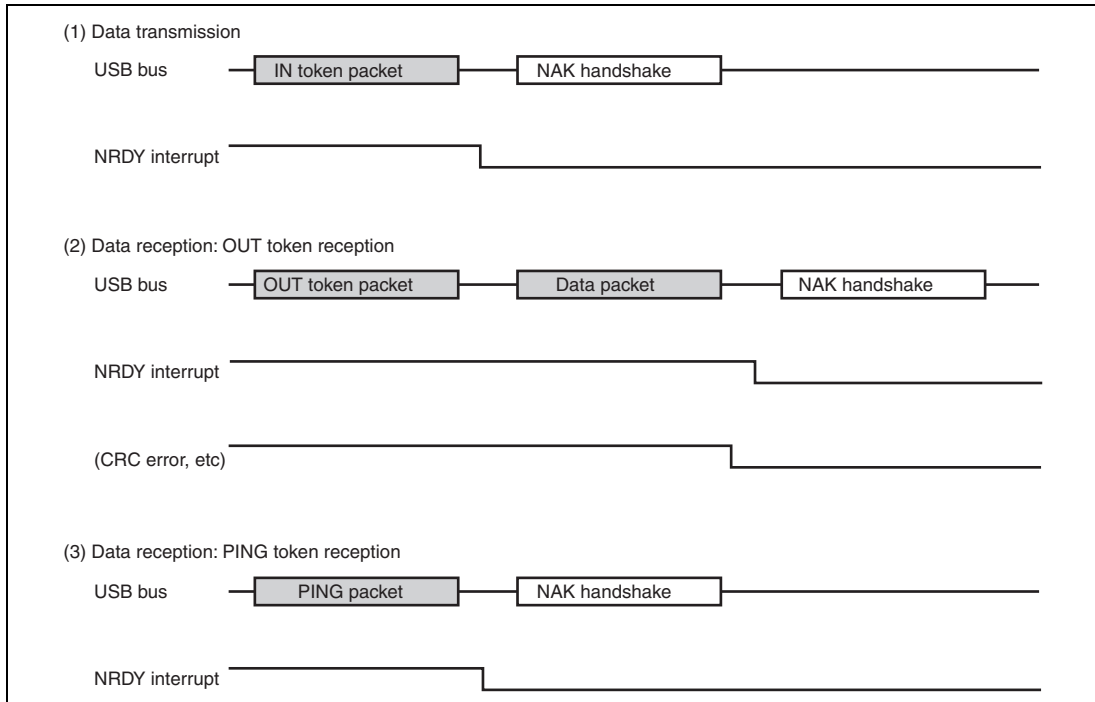 (1) Data transmission
USB bus IN token packet NAK handshake
NRDY interrupt
(2) Data reception: OUT token reception
USB bus OUT token packet Data packet NAK handshake
NRDY interrupt
(CRC error, etc)
(3) Data reception: PING token reception
USB bus PING packet NAK handshake
NRDY interrupt